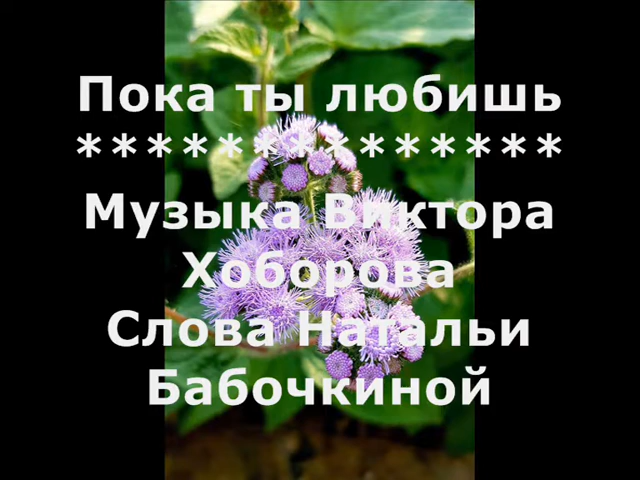 Пока ты любишь
**************
Музыка Виктора
Хоборова
Слова Натальи
Бабочкиной